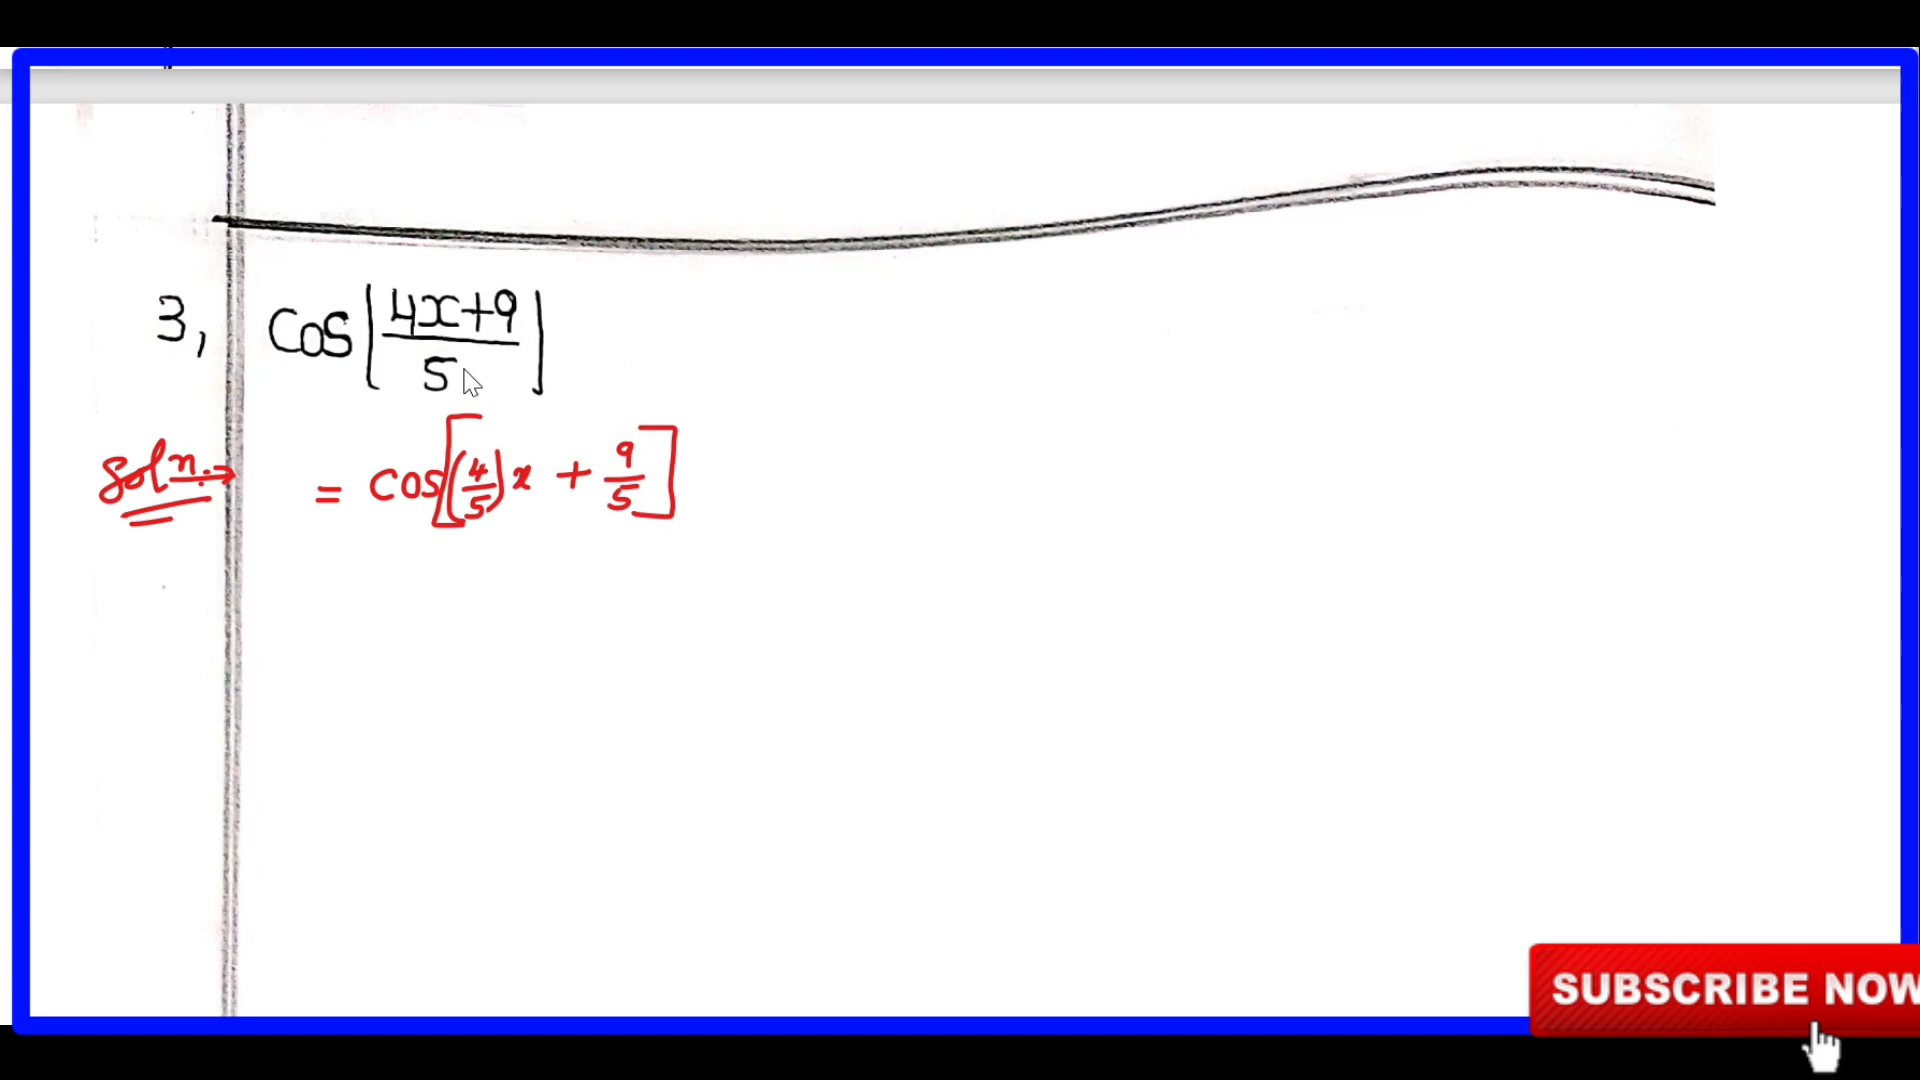 3, Cos[4x+9/5]
Soln. → = cos[(4/5)x + 9/5]
SUBSCRIBE NOW